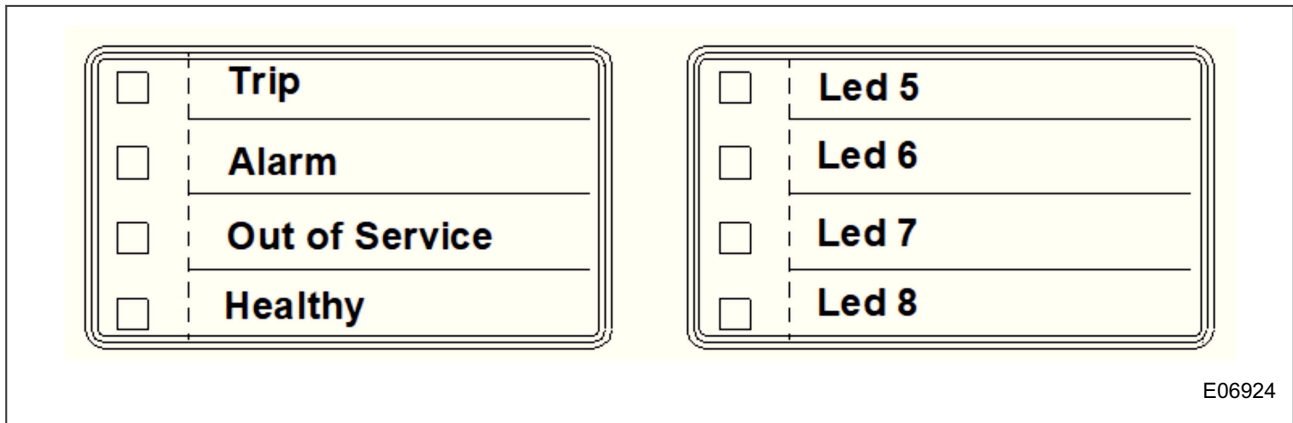 Trip
Alarm
Out of Service
Healthy
Led 5
Led 6
Led 7
Led 8
E06924